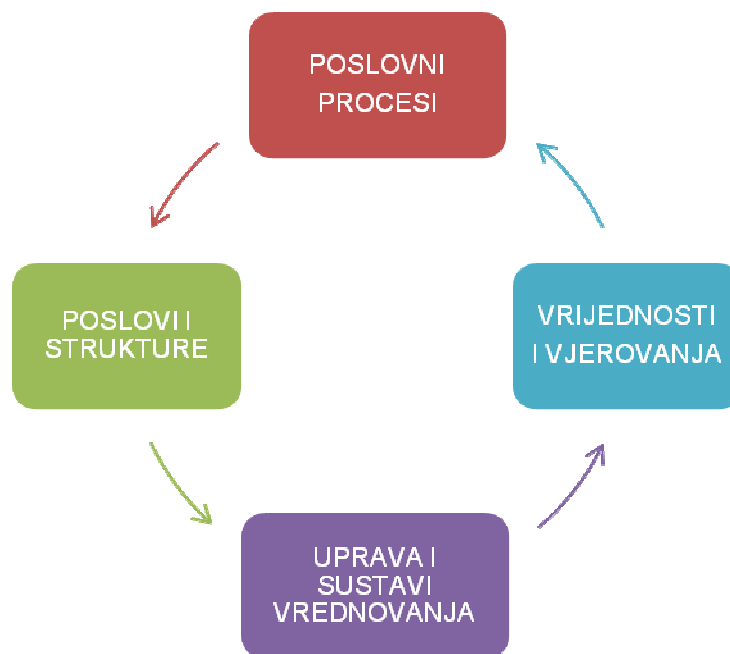 POSLOVNI
PROCESI
POSLOVI I
STRUKTURE
VRIJEDNOSTI
I VJEROVANJA
UPRAVA I
SUSTAVI
VREDNOVANJA